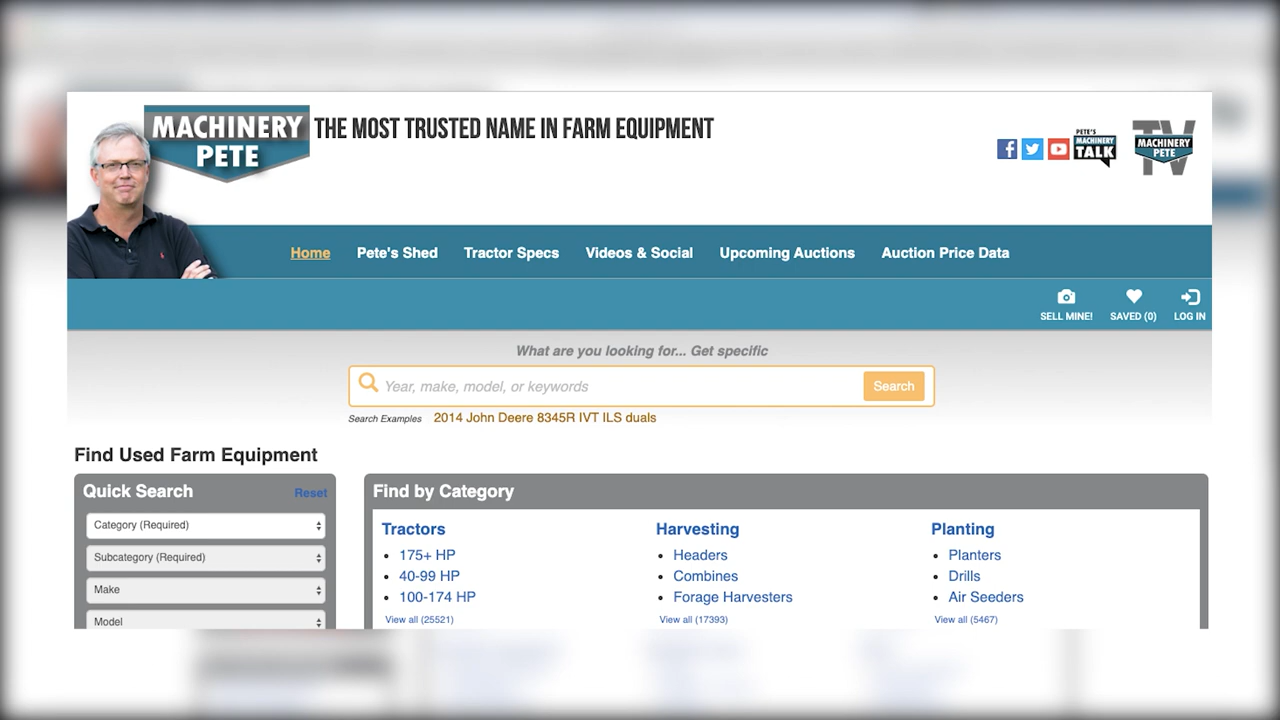 MACHINERY
PETE
THE MOST TRUSTED NAME IN FARM EQUIPMENT
PETE'S
MACHINERY
TALK
TV
MACHINERY
PETE
Home Pete's Shed Tractor Specs Videos & Social Upcoming Auctions Auction Price Data
SELL MINE! SAVED (0) LOG IN
What are you looking for... Get specific
Year, make, model, or keywords Search
Search Examples 2014 John Deere 8345R IVT ILS duals
Find Used Farm Equipment
Quick Search Reset
Category (Required)
Subcategory (Required)
Make
Model
Find by Category
Tractors
175+ HP
40-99 HP
100-174 HP
View all (25521)
Harvesting
Headers
Combines
Forage Harvesters
View all (17393)
Planting
Planters
Drills
Air Seeders
View all (5467)